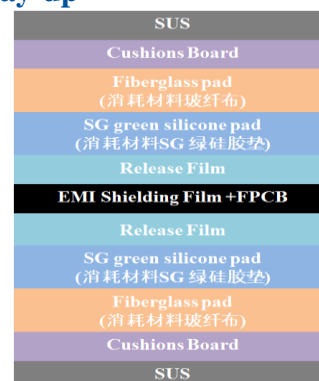 SUS
Cushions Board
Fiberglass pad
(消耗材料玻纤布)
SG green silicone pad
(消耗材料SG 绿硅胶垫)
Release Film
EMI Shielding Film +FPCB
Release Film
SG green silicone pad
(消耗材料SG 绿硅胶垫)
Fiberglass pad
(消耗材料玻纤布)
Cushions Board
SUS